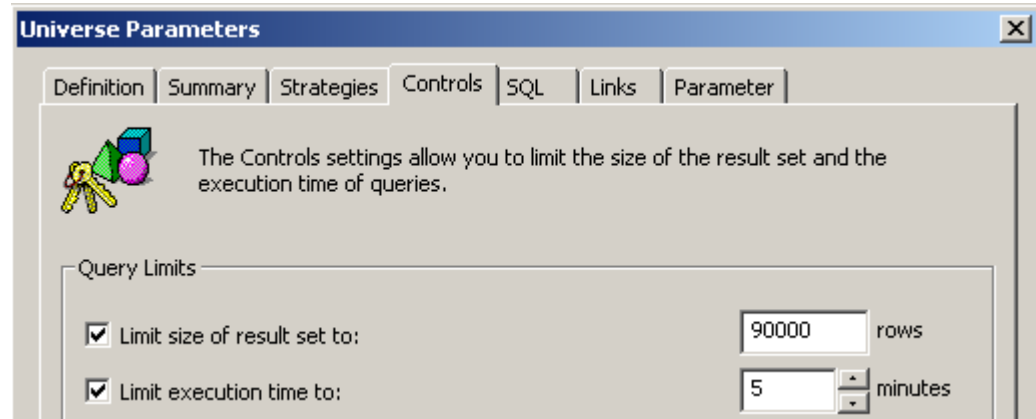 Universe Parameters
Definition Summary Strategies Controls SQL Links Parameter
The Controls settings allow you to limit the size of the result set and the
execution time of queries.
Query Limits
Limit size of result set to: 90000 rows
Limit execution time to: 5 minutes